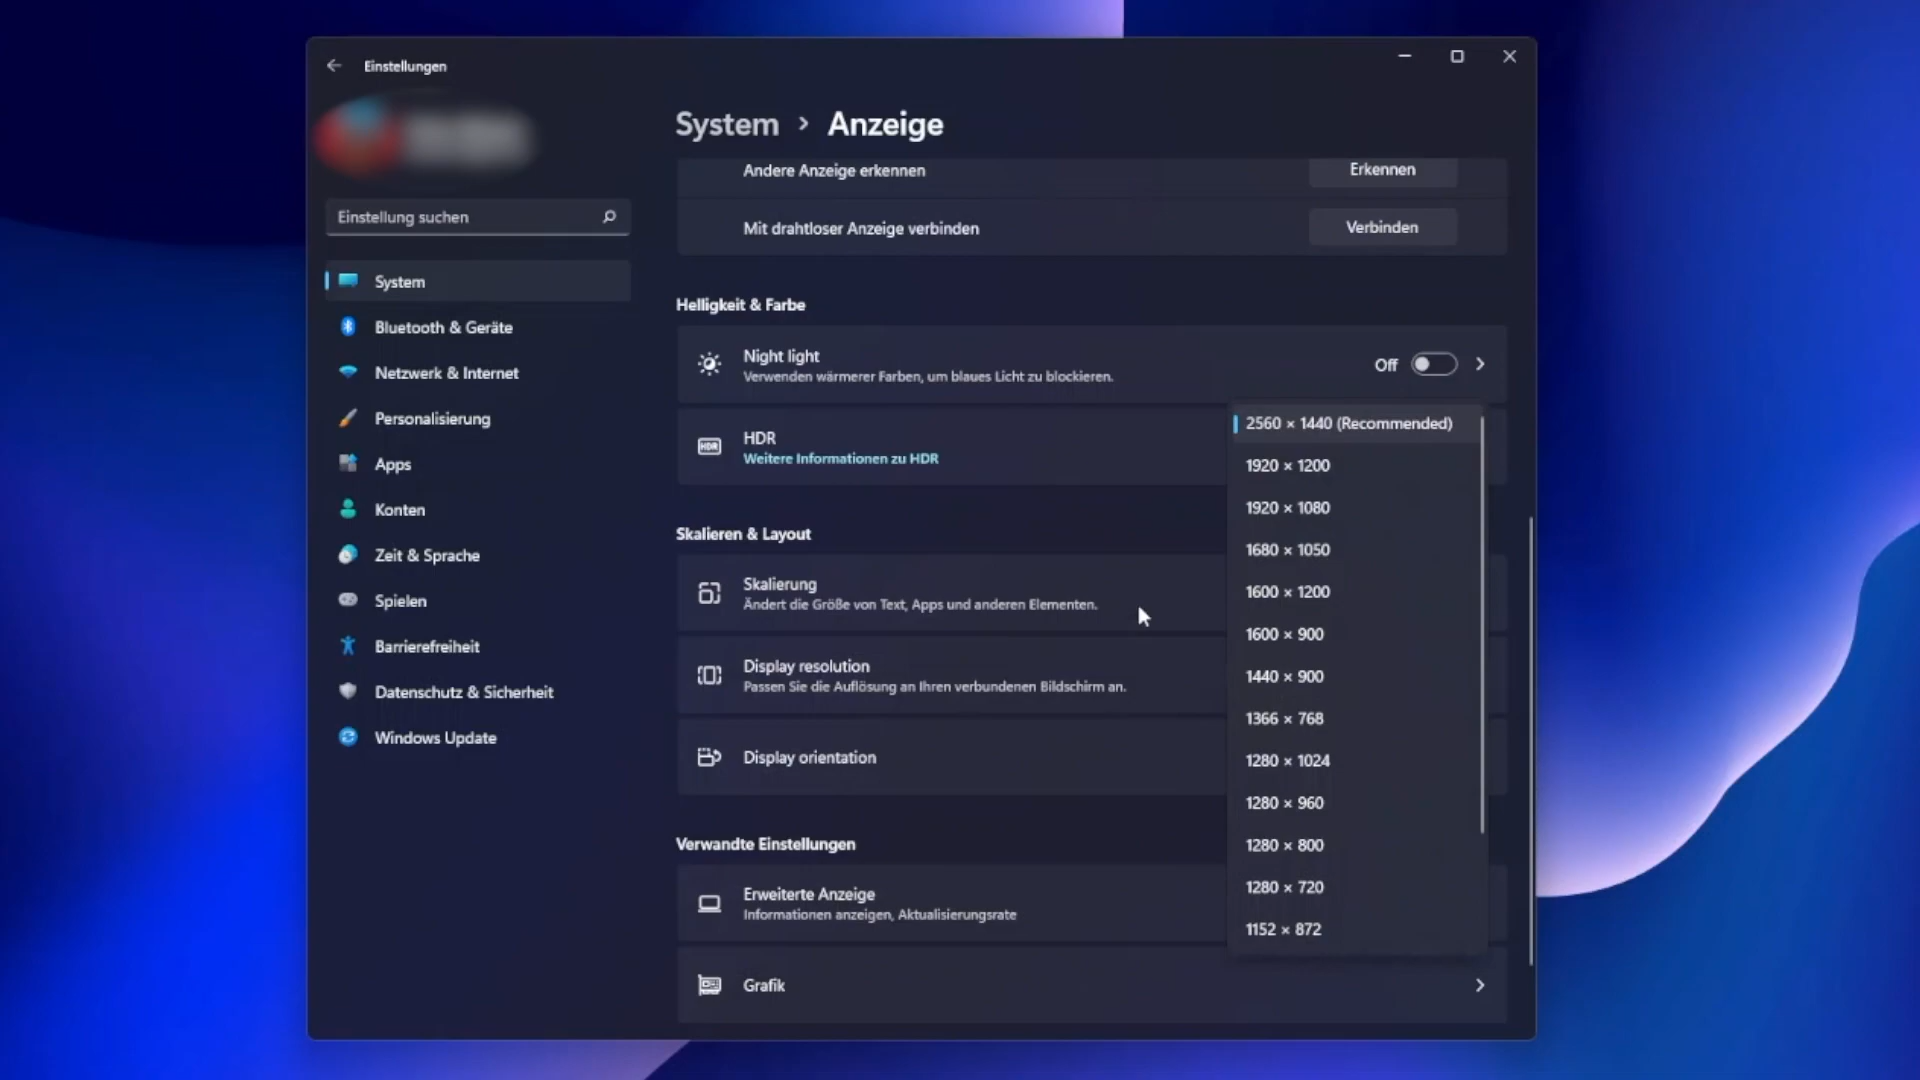 Einstellungen
Einstellung suchen
System
Bluetooth & Geräte
Netzwerk & Internet
Personalisierung
Apps
Konten
Zeit & Sprache
Spielen
Barrierefreiheit
Datenschutz & Sicherheit
Windows Update
System > Anzeige
Andere Anzeige erkennen
Erkennen
Mit drahtloser Anzeige verbinden
Verbinden
Helligkeit & Farbe
Night light
Verwenden wärmerer Farben, um blaues Licht zu blockieren.
Off
HDR
HDR
Weitere Informationen zu HDR
Skalieren & Layout
Skalierung
Ändert die Größe von Text, Apps und anderen Elementen.
Display resolution
Passen Sie die Auflösung an Ihren verbundenen Bildschirm an.
Display orientation
Verwandte Einstellungen
Erweiterte Anzeige
Informationen anzeigen, Aktualisierungsrate
Grafik
2560 × 1440 (Recommended)
1920 × 1200
1920 × 1080
1680 × 1050
1600 × 1200
1600 × 900
1440 × 900
1366 × 768
1280 × 1024
1280 × 960
1280 × 800
1280 × 720
1152 × 872